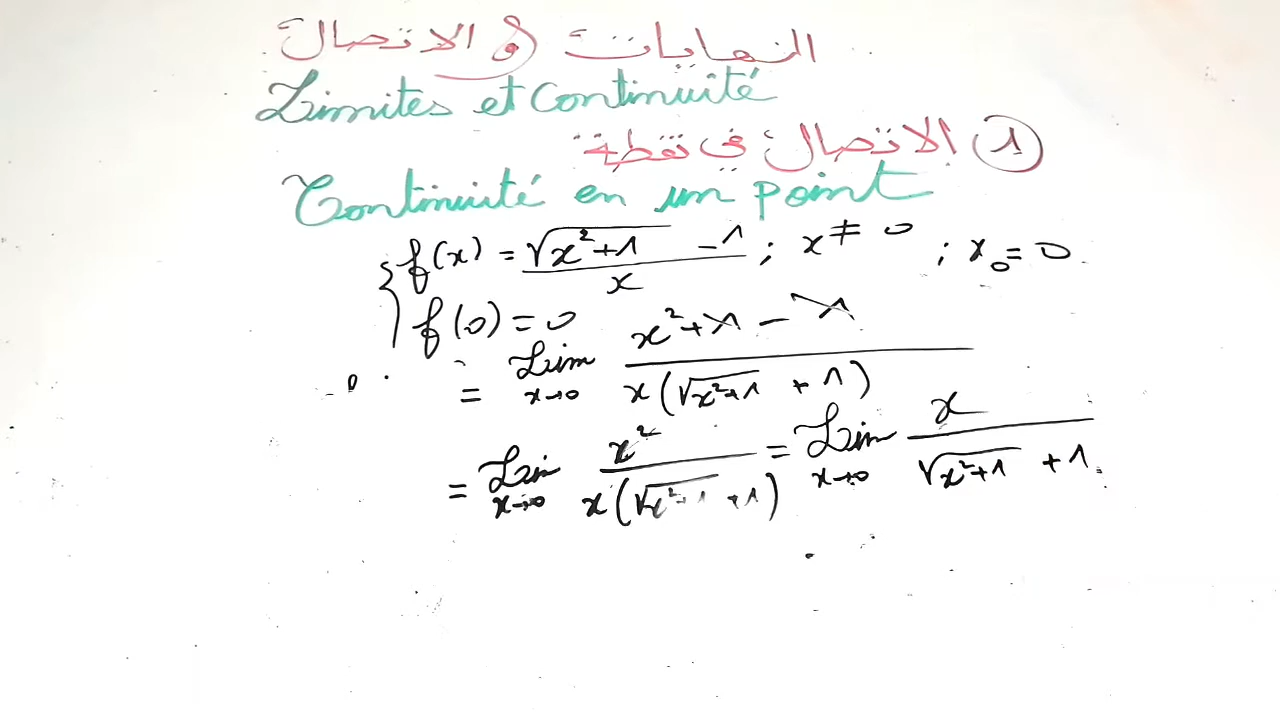 النهايات و الاتصال
Limites et Continuité
1 الاتصال في نقطة:
Continuité en un point
{ f(x) = (√(x²+1) - 1) / x ; x ≠ 0 ; x₀ = 0
f(0) = 0
= Lim x→0 (x²+1 - 1) / (x(√(x²+1) + 1))
= Lim x→0 x² / (x(√(x²+1) + 1)) = Lim x→0 x / (√(x²+1) + 1)